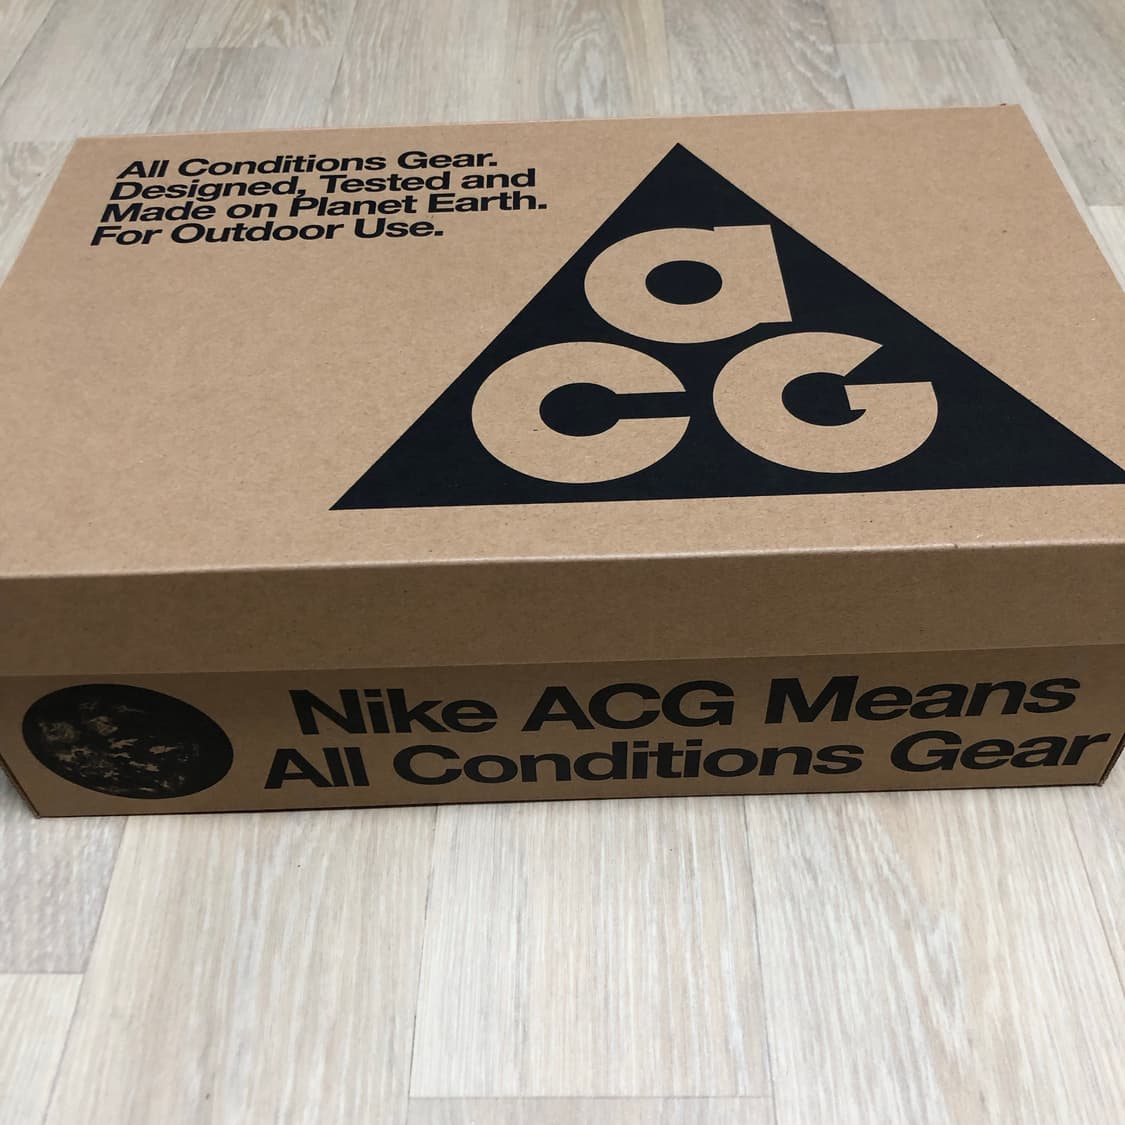 All Conditions Gear.
Designed, Tested and
Made on Planet Earth.
For Outdoor Use.
a
CG
Nike ACG Means
All Conditions Gear